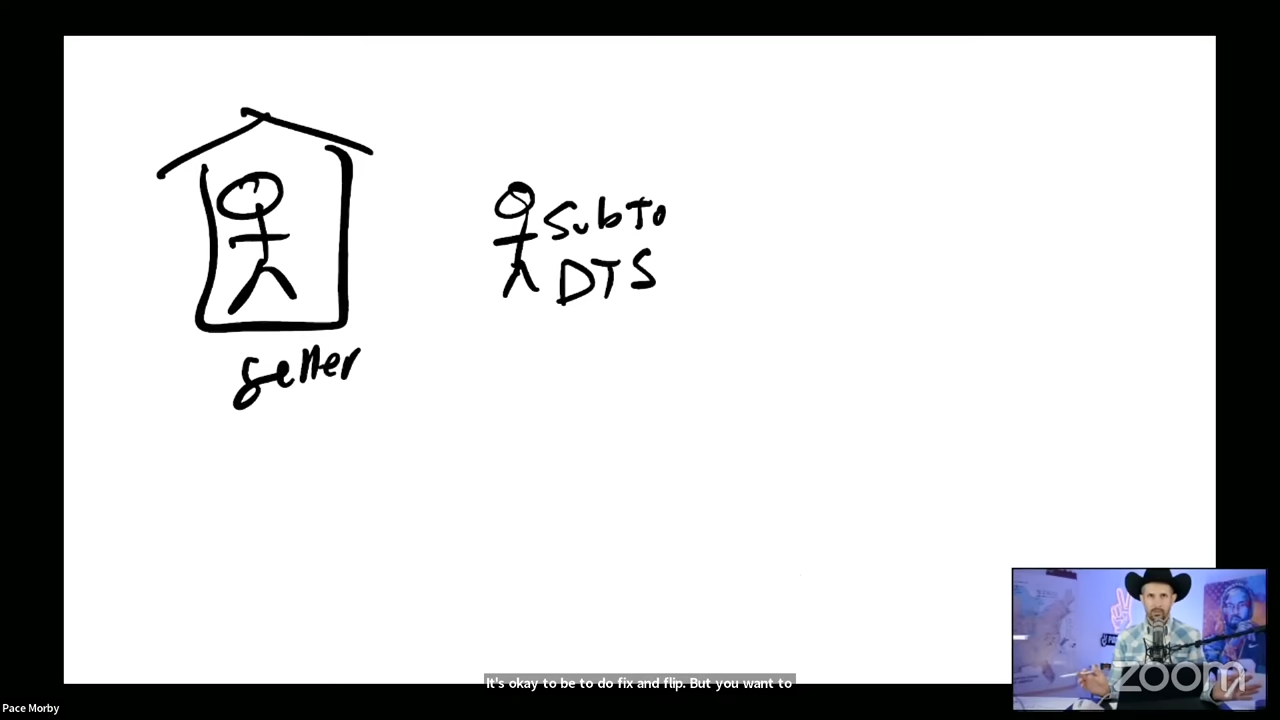 SubTo
DTS
Seller
It's okay to be to do fix and flip. But you want to
zoom
Pace Morby